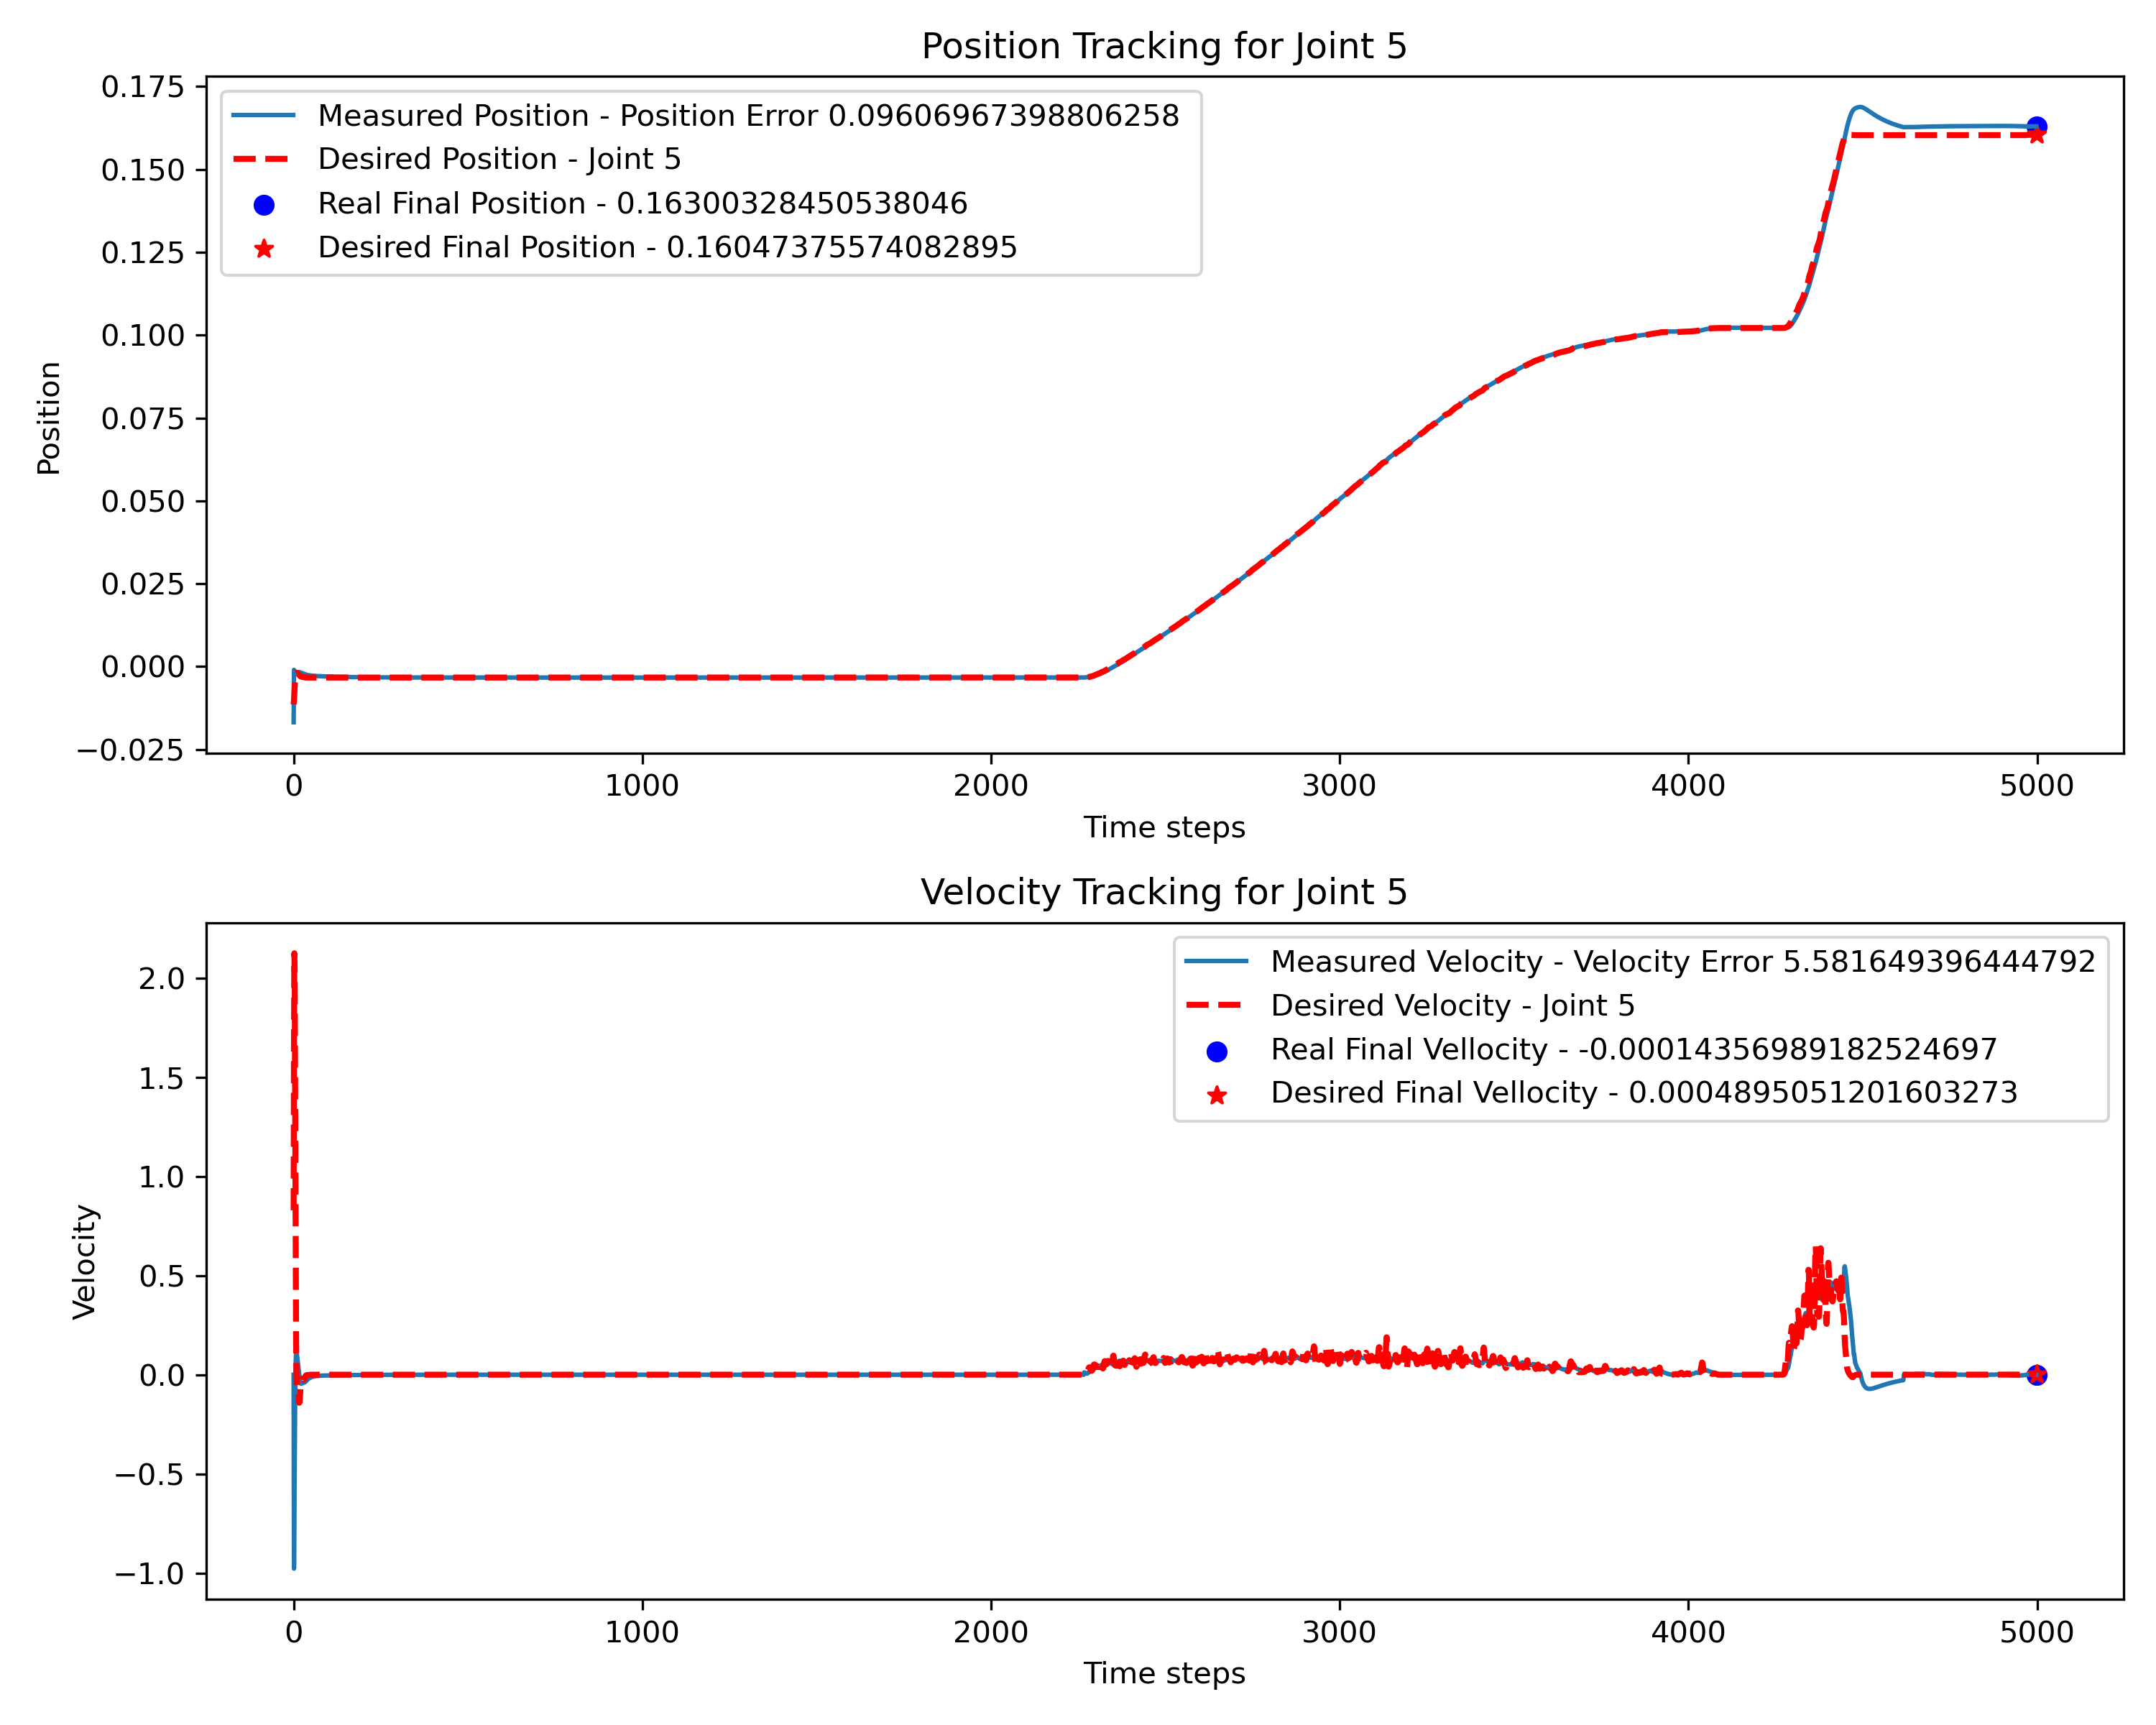 Position Tracking for Joint 5
0.175
0.150
0.125
0.100
0.075
0.050
0.025
0.000
−0.025
Position
Measured Position - Position Error 0.09606967398806258
Desired Position - Joint 5
Real Final Position - 0.16300328450538046
Desired Final Position - 0.16047375574082895
0
1000
2000
3000
4000
5000
Time steps
Velocity Tracking for Joint 5
2.0
1.5
1.0
0.5
0.0
−0.5
−1.0
Velocity
Measured Velocity - Velocity Error 5.581649396444792
Desired Velocity - Joint 5
Real Final Vellocity - -0.00014356989182524697
Desired Final Vellocity - 0.0004895051201603273
0
1000
2000
3000
4000
5000
Time steps